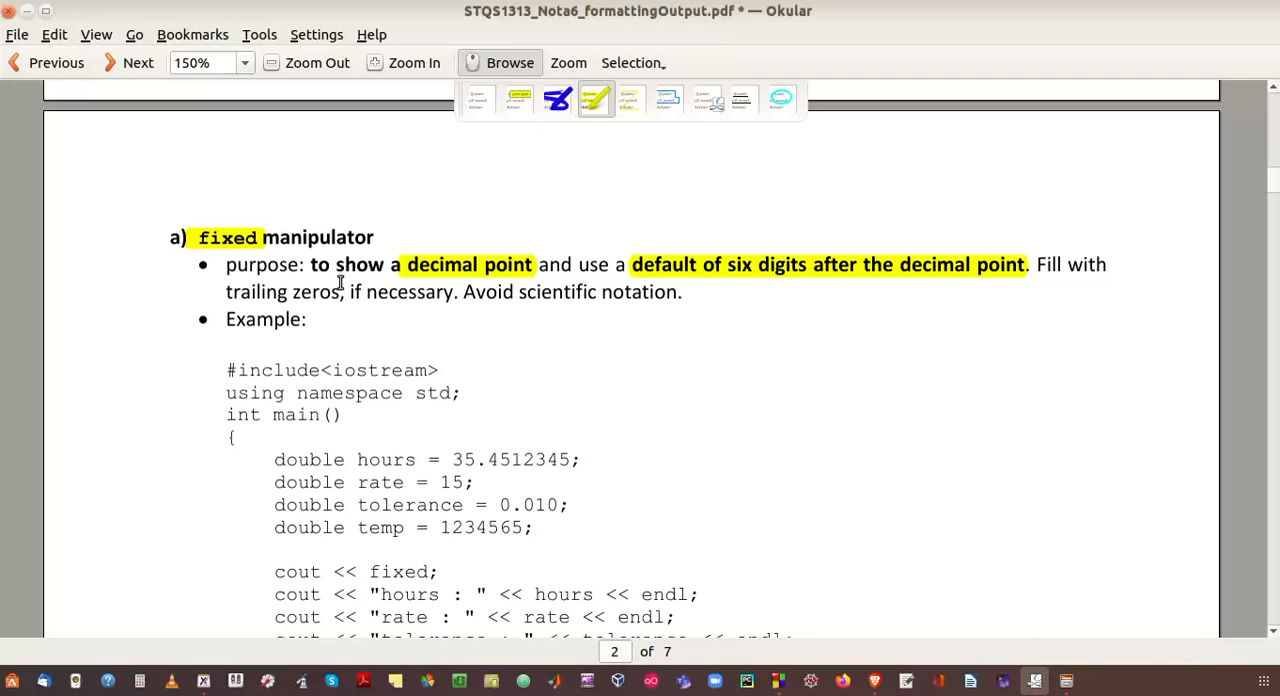 STQS1313_Nota6_formattingOutput.pdf * — Okular
File Edit View Go Bookmarks Tools Settings Help
Previous Next 150% Zoom Out Zoom In Browse Zoom Selection
a) fixed manipulator
• purpose: to show a decimal point and use a default of six digits after the decimal point. Fill with
trailing zeros, if necessary. Avoid scientific notation.
• Example:
#include<iostream>
using namespace std;
int main()
{
double hours = 35.4512345;
double rate = 15;
double tolerance = 0.010;
double temp = 1234565;
cout << fixed;
cout << "hours : " << hours << endl;
cout << "rate : " << rate << endl;
cout << "tolerance : " << tolerance << endl;
2 of 7